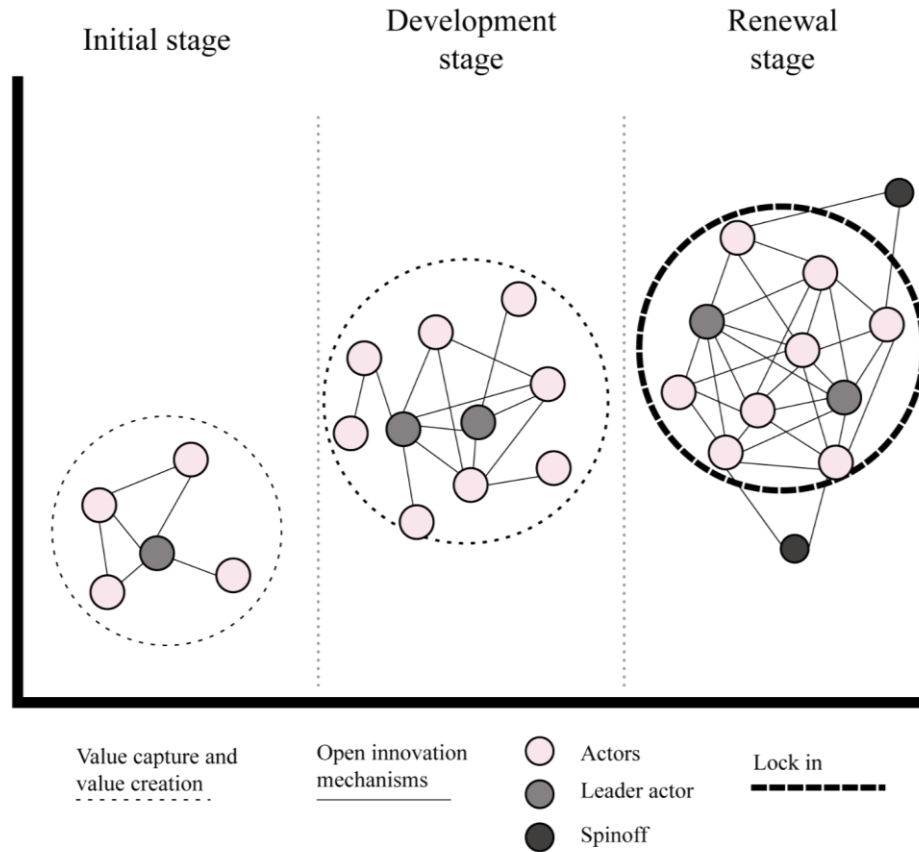 Initial stage
Development
stage
Renewal
stage
Value capture and
value creation
Open innovation
mechanisms
Actors
Leader actor
Spinoff
Lock in